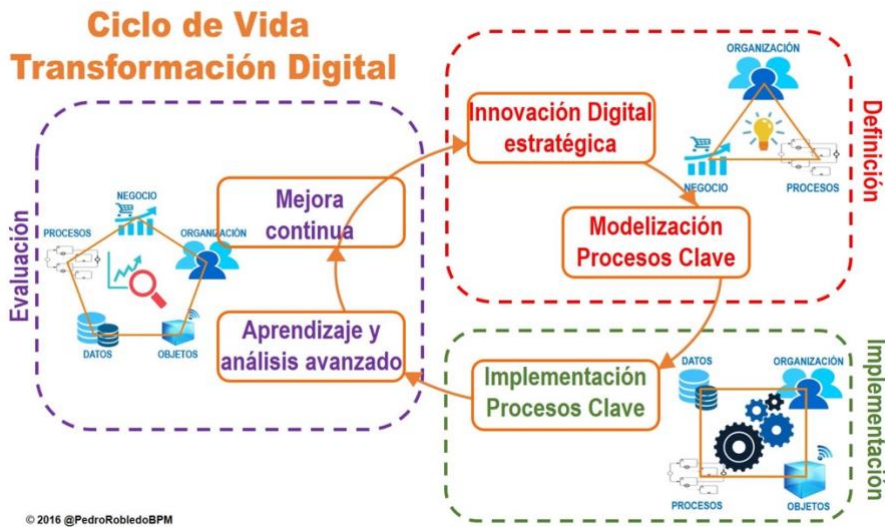 Ciclo de Vida
Transformación Digital
Definición
Innovación Digital
estratégica
ORGANIZACIÓN
NEGOCIO
PROCESOS
Modelización
Procesos Clave
Implementación
Implementación
Procesos Clave
DATOS
ORGANIZACIÓN
PROCESOS
OBJETOS
Evaluación
Aprendizaje y
análisis avanzado
Mejora
continua
NEGOCIO
PROCESOS
ORGANIZACIÓN
DATOS
OBJETOS
© 2016 @PedroRobledoBPM